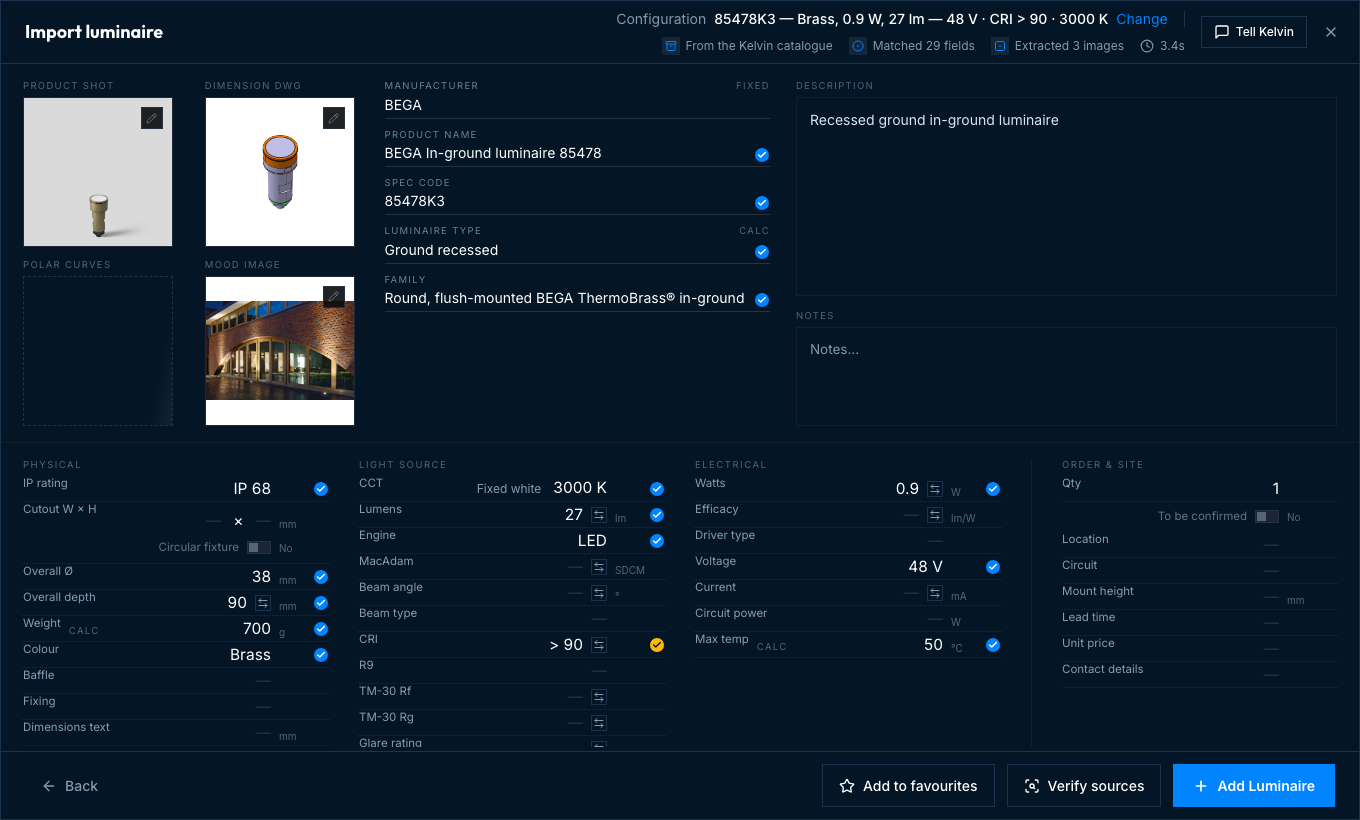 Import luminaire
Configuration 85478K3 — Brass, 0.9 W, 27 lm — 48 V · CRI > 90 · 3000 K Change
From the Kelvin catalogue Matched 29 fields Extracted 3 images 3.4s
Tell Kelvin
PRODUCT SHOT
DIMENSION DWG
POLAR CURVES
MOOD IMAGE
MANUFACTURER FIXED
BEGA
PRODUCT NAME
BEGA In-ground luminaire 85478
SPEC CODE
85478K3
LUMINAIRE TYPE CALC
Ground recessed
FAMILY
Round, flush-mounted BEGA ThermoBrass® in-ground
DESCRIPTION
Recessed ground in-ground luminaire
NOTES
Notes...
PHYSICAL
IP rating IP 68
Cutout W × H — × — mm
Circular fixture No
Overall Ø 38 mm
Overall depth 90 mm
Weight CALC 700 g
Colour Brass
Baffle —
Fixing —
Dimensions text — mm
LIGHT SOURCE
CCT Fixed white 3000 K
Lumens 27 lm
Engine LED
MacAdam — SDCM
Beam angle — °
Beam type —
CRI > 90
R9 —
TM-30 Rf —
TM-30 Rg —
Glare rating
ELECTRICAL
Watts 0.9 W
Efficacy — lm/W
Driver type —
Voltage 48 V
Current — mA
Circuit power — W
Max temp CALC 50 °C
ORDER & SITE
Qty 1
To be confirmed No
Location —
Circuit —
Mount height — mm
Lead time —
Unit price —
Contact details —
Back
Add to favourites
Verify sources
Add Luminaire